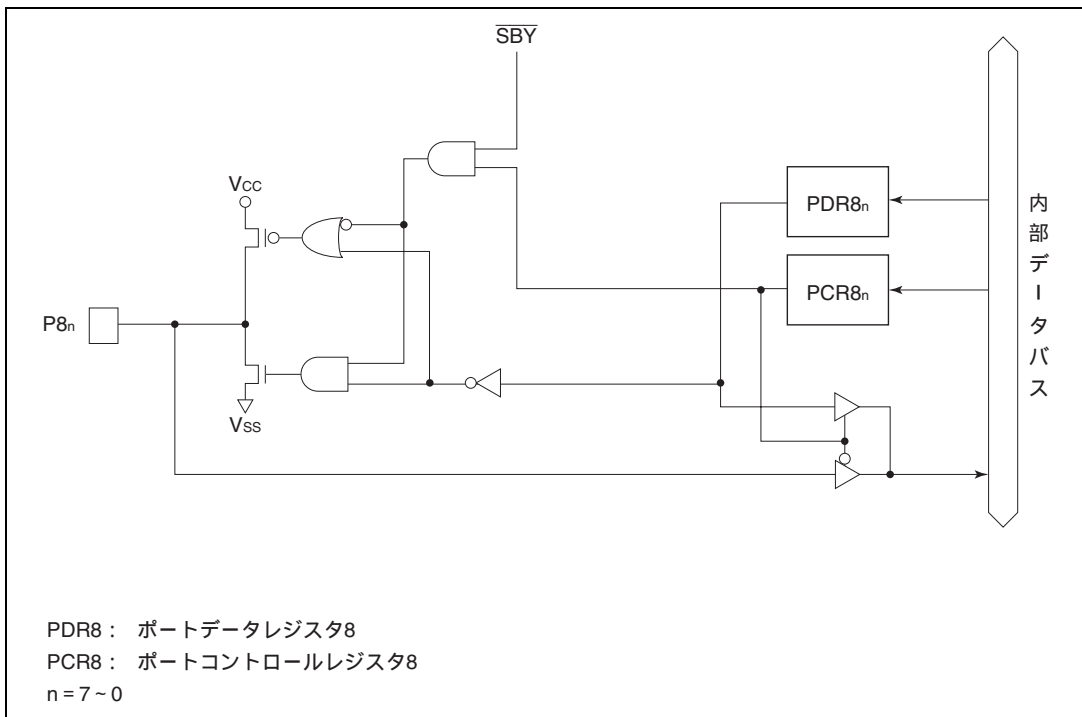 SBY
VCC
PDR8n
PCR8n
内部データバス
P8n
VSS
PDR8： ポートデータレジスタ8
PCR8： ポートコントロールレジスタ8
n = 7 ~ 0